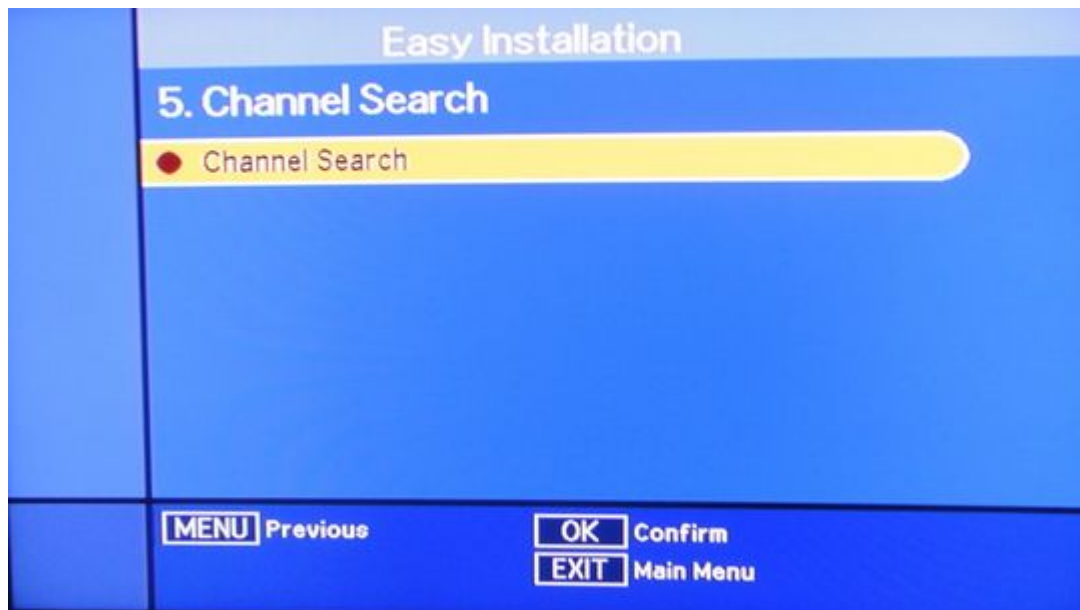 Easy Installation
5. Channel Search
Channel Search
MENU Previous
OK Confirm
EXIT Main Menu